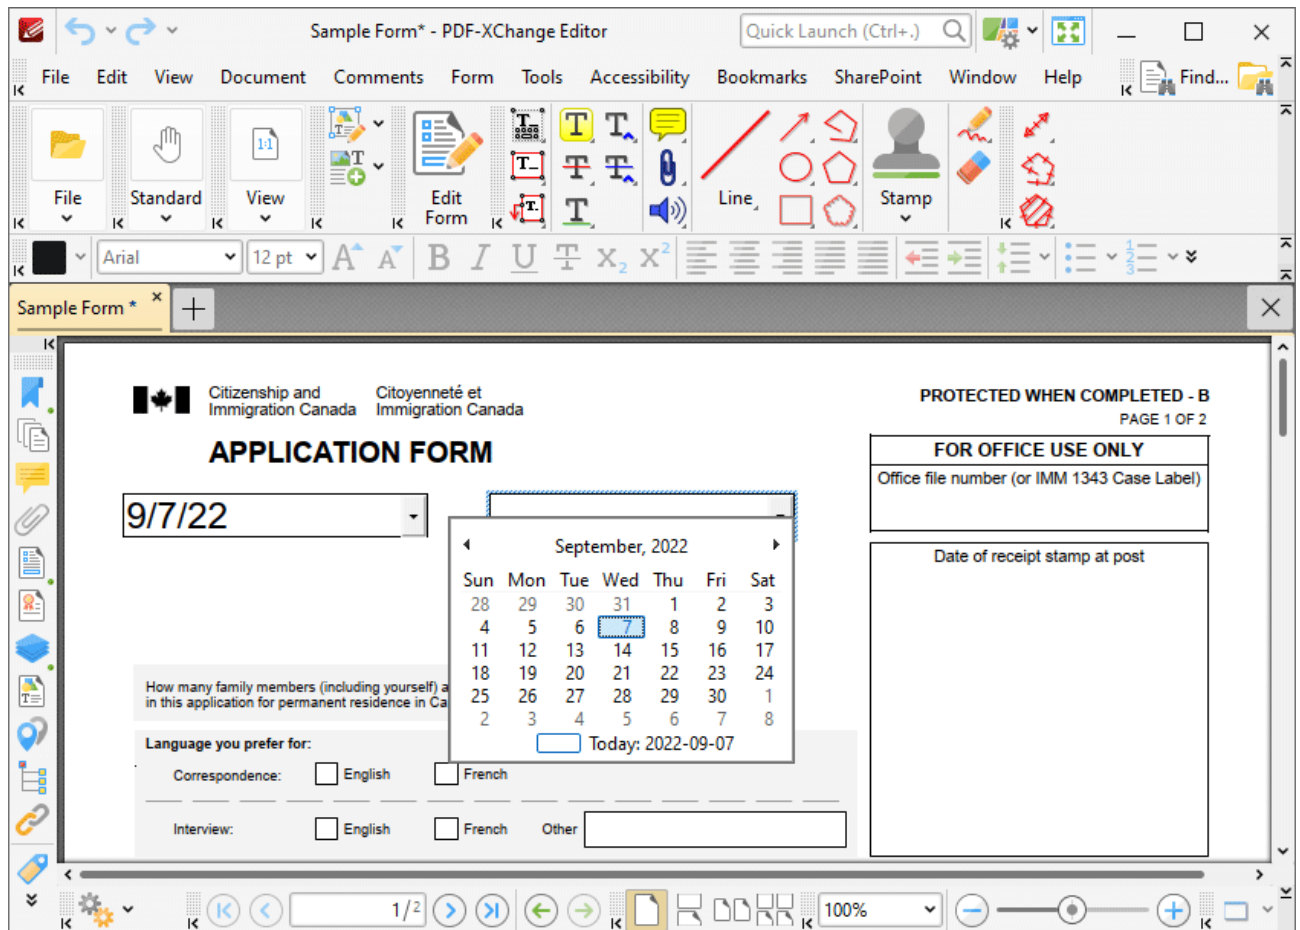 Sample Form* - PDF-XChange Editor
Quick Launch (Ctrl+.)
File Edit View Document Comments Form Tools Accessibility Bookmarks SharePoint Window Help Find...
1:1
File Standard View Edit Form Line Stamp
Arial 12 pt
Sample Form *
Citizenship and Immigration Canada
Citoyenneté et Immigration Canada
PROTECTED WHEN COMPLETED - B
PAGE 1 OF 2
APPLICATION FORM
FOR OFFICE USE ONLY
Office file number (or IMM 1343 Case Label)
9/7/22
Date of receipt stamp at post
September, 2022
Sun Mon Tue Wed Thu Fri Sat
28 29 30 31 1 2 3
4 5 6 7 8 9 10
11 12 13 14 15 16 17
18 19 20 21 22 23 24
25 26 27 28 29 30 1
2 3 4 5 6 7 8
Today: 2022-09-07
How many family members (including yourself) a
in this application for permanent residence in Ca
Language you prefer for:
Correspondence: English French
Interview: English French Other
1/2
100%